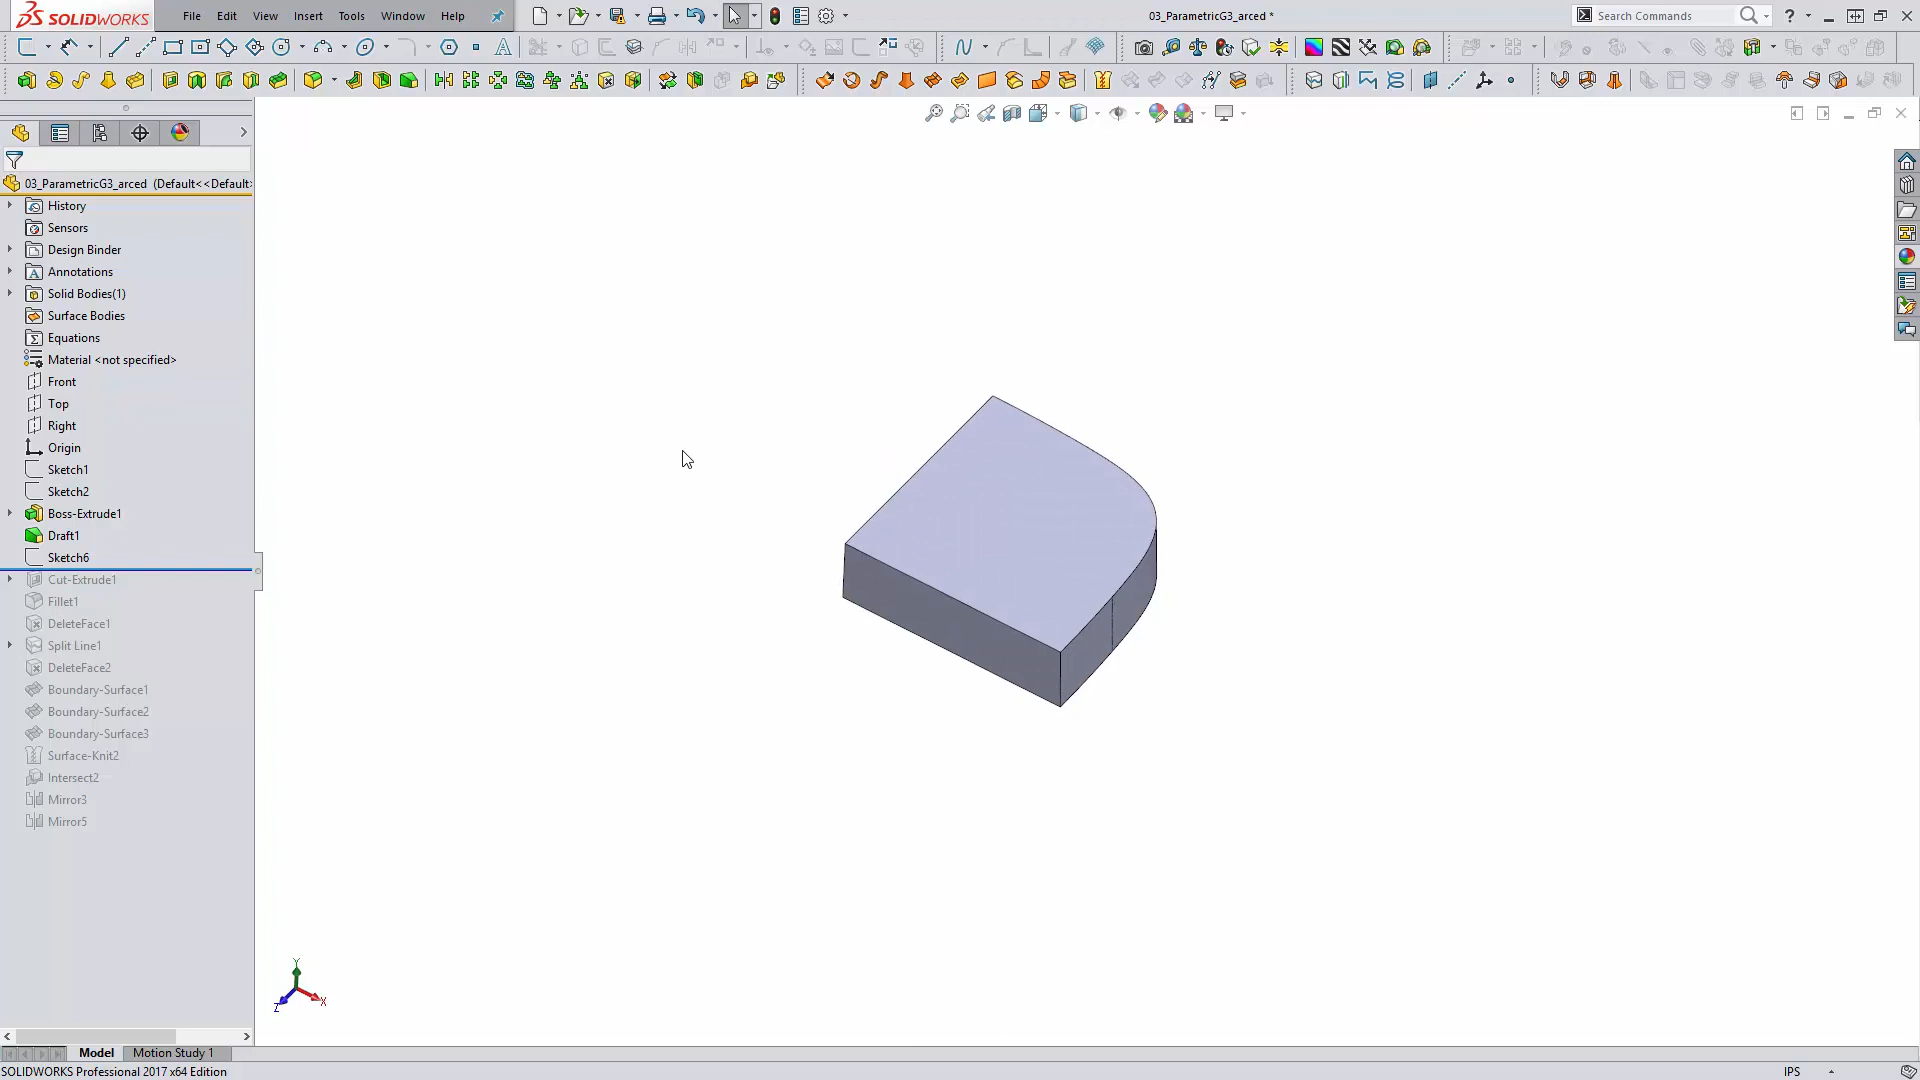 SOLIDWORKS File Edit View Insert Tools Window Help 03_ParametricG3_arced * Search Commands ?
03_ParametricG3_arced (Default<<Default>
History
Sensors
Design Binder
Annotations
Solid Bodies(1)
Surface Bodies
Equations
Material <not specified>
Front
Top
Right
Origin
Sketch1
Sketch2
Boss-Extrude1
Draft1
Sketch6
Cut-Extrude1
Fillet1
DeleteFace1
Split Line1
DeleteFace2
Boundary-Surface1
Boundary-Surface2
Boundary-Surface3
Surface-Knit2
Intersect2
Mirror3
Mirror5
Y
X
Z
Model Motion Study 1
SOLIDWORKS Professional 2017 x64 Edition IPS